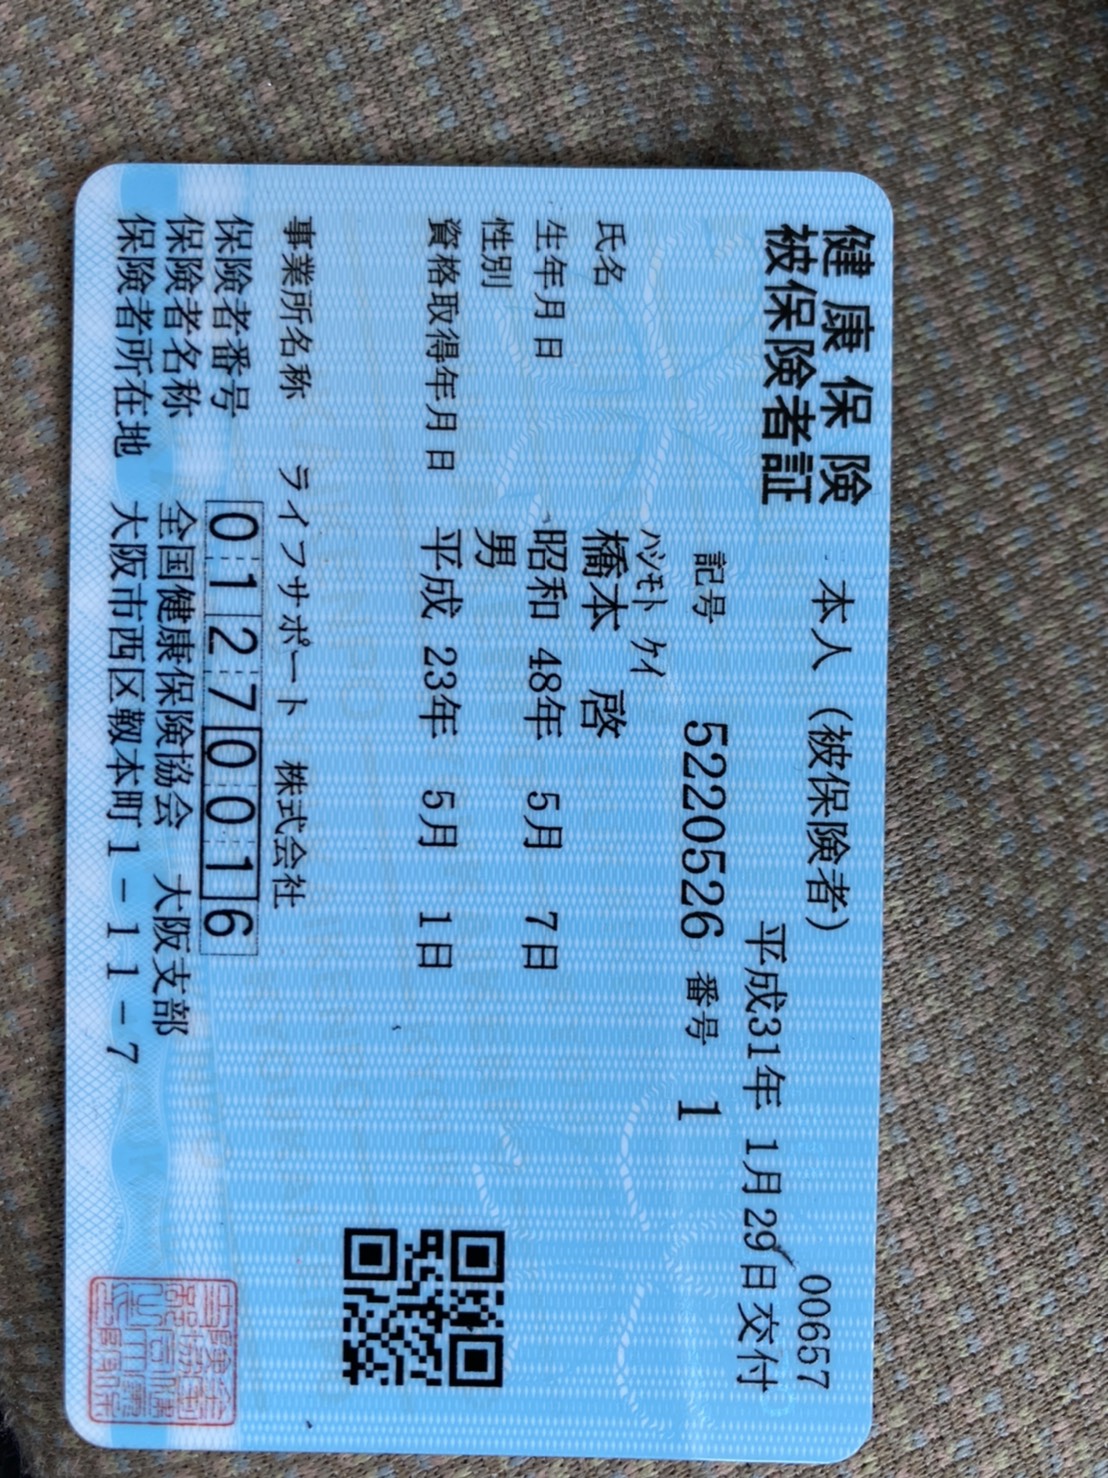 健康保険
被保険者証
本人（被保険者）
00657
平成31年 1月29日交付
記号 52205526 番号 1
ﾊｼﾓﾄ ｹｲ
氏名 橋本 啓
生年月日 昭和 48年 5月 7日
性別 男
資格取得年月日 平成 23年 5月 1日
事業所名称 ライフサポート 株式会社
保険者番号 01270016
保険者名称 全国健康保険協会 大阪支部
保険者所在地 大阪市西区靱本町1-11-7